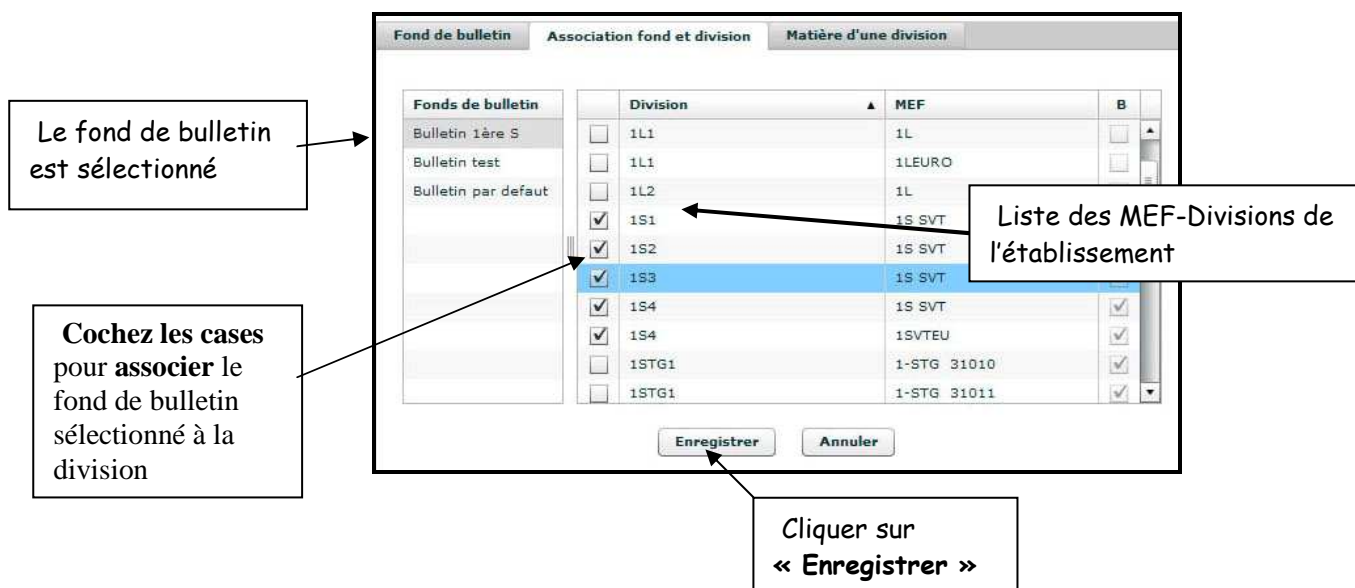 Fond de bulletin Association fond et division Matière d'une division
Fonds de bulletin Division MEF B
Bulletin 1ère S 1L1 1L
Bulletin test 1L1 1LEURO
Bulletin par defaut 1L2 1L
1S1 1S SVT
1S2 1S SVT
1S3 1S SVT
1S4 1S SVT
1S4 1SVTEU
1STG1 1-STG 31010
1STG1 1-STG 31011
Enregistrer Annuler
Le fond de bulletin
est sélectionné
Liste des MEF-Divisions de
l'établissement
Cochez les cases
pour associer le
fond de bulletin
sélectionné à la
division
Cliquer sur
« Enregistrer »